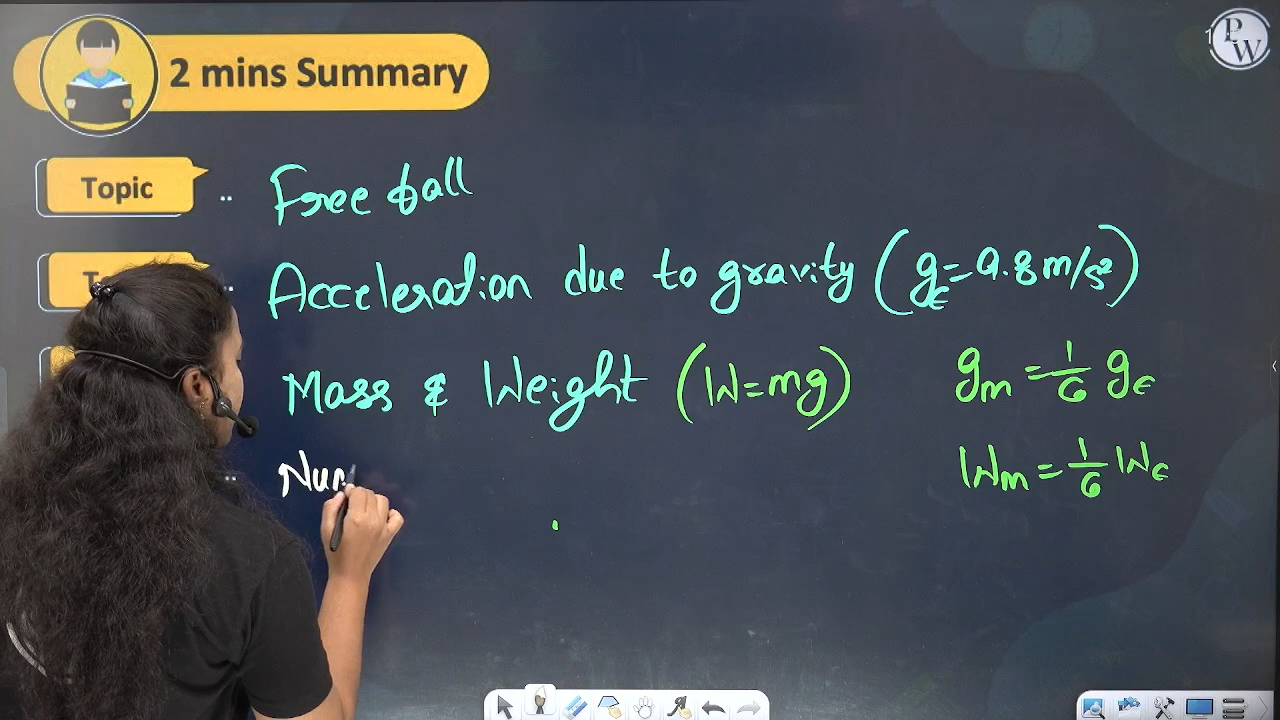 PW
2 mins Summary
Topic .. Free fall
.. Acceleration due to gravity (gₑ = 9.8 m/s²)
Mass & Weight (W=mg) gₘ = 1/6 gₑ
.. Num Wₘ = 1/6 Wₑ